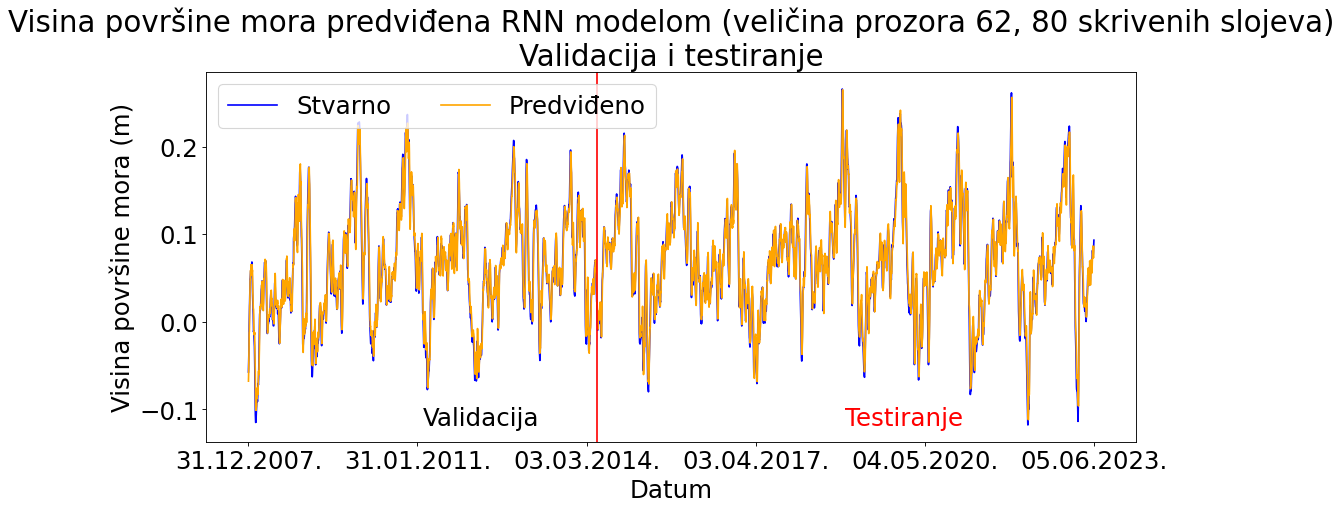 Visina površine mora predviđena RNN modelom (veličina prozora 62, 80 skrivenih slojeva)
Validacija i testiranje
Stvarno
Predviđeno
Visina površine mora (m)
0.2
0.1
0.0
−0.1
Validacija
Testiranje
31.12.2007.
31.01.2011.
03.03.2014.
03.04.2017.
04.05.2020.
05.06.2023.
Datum